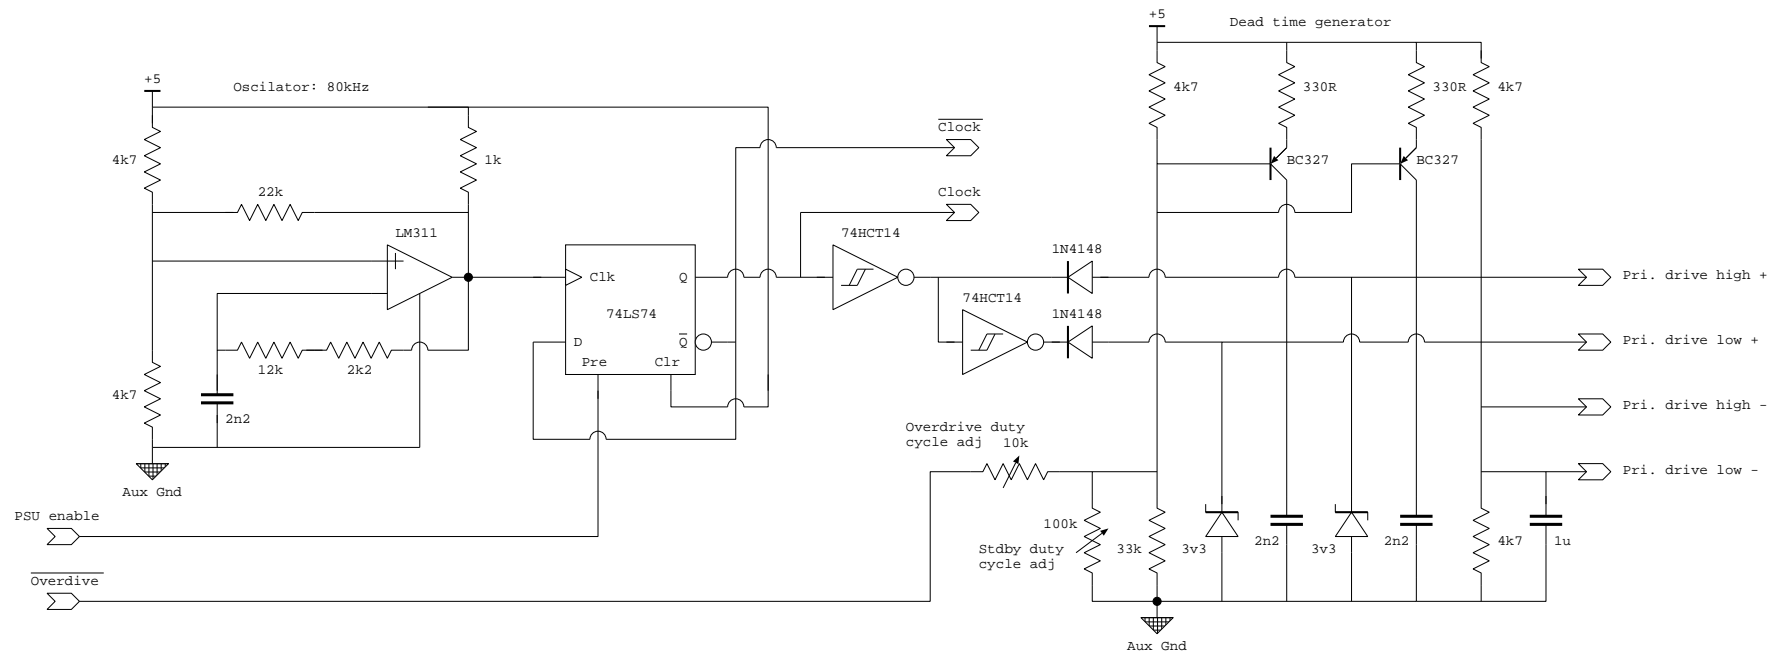 +5
Dead time generator
+5
Oscilator: 80kHz
4k7
330R
330R
4k7
Clock
4k7
1k
BC327
BC327
22k
Clock
LM311
74HCT14
1N4148
Clk
Q
Pri. drive high +
74HCT14
74LS74
1N4148
D
Q
Pri. drive low +
Pre
Clr
12k
2k2
4k7
2n2
Pri. drive high -
Overdrive duty
cycle adj
10k
Pri. drive low -
Aux Gnd
PSU enable
100k
Stdby duty
cycle adj
33k
3v3
2n2
3v3
2n2
4k7
1u
Overdive
Aux Gnd